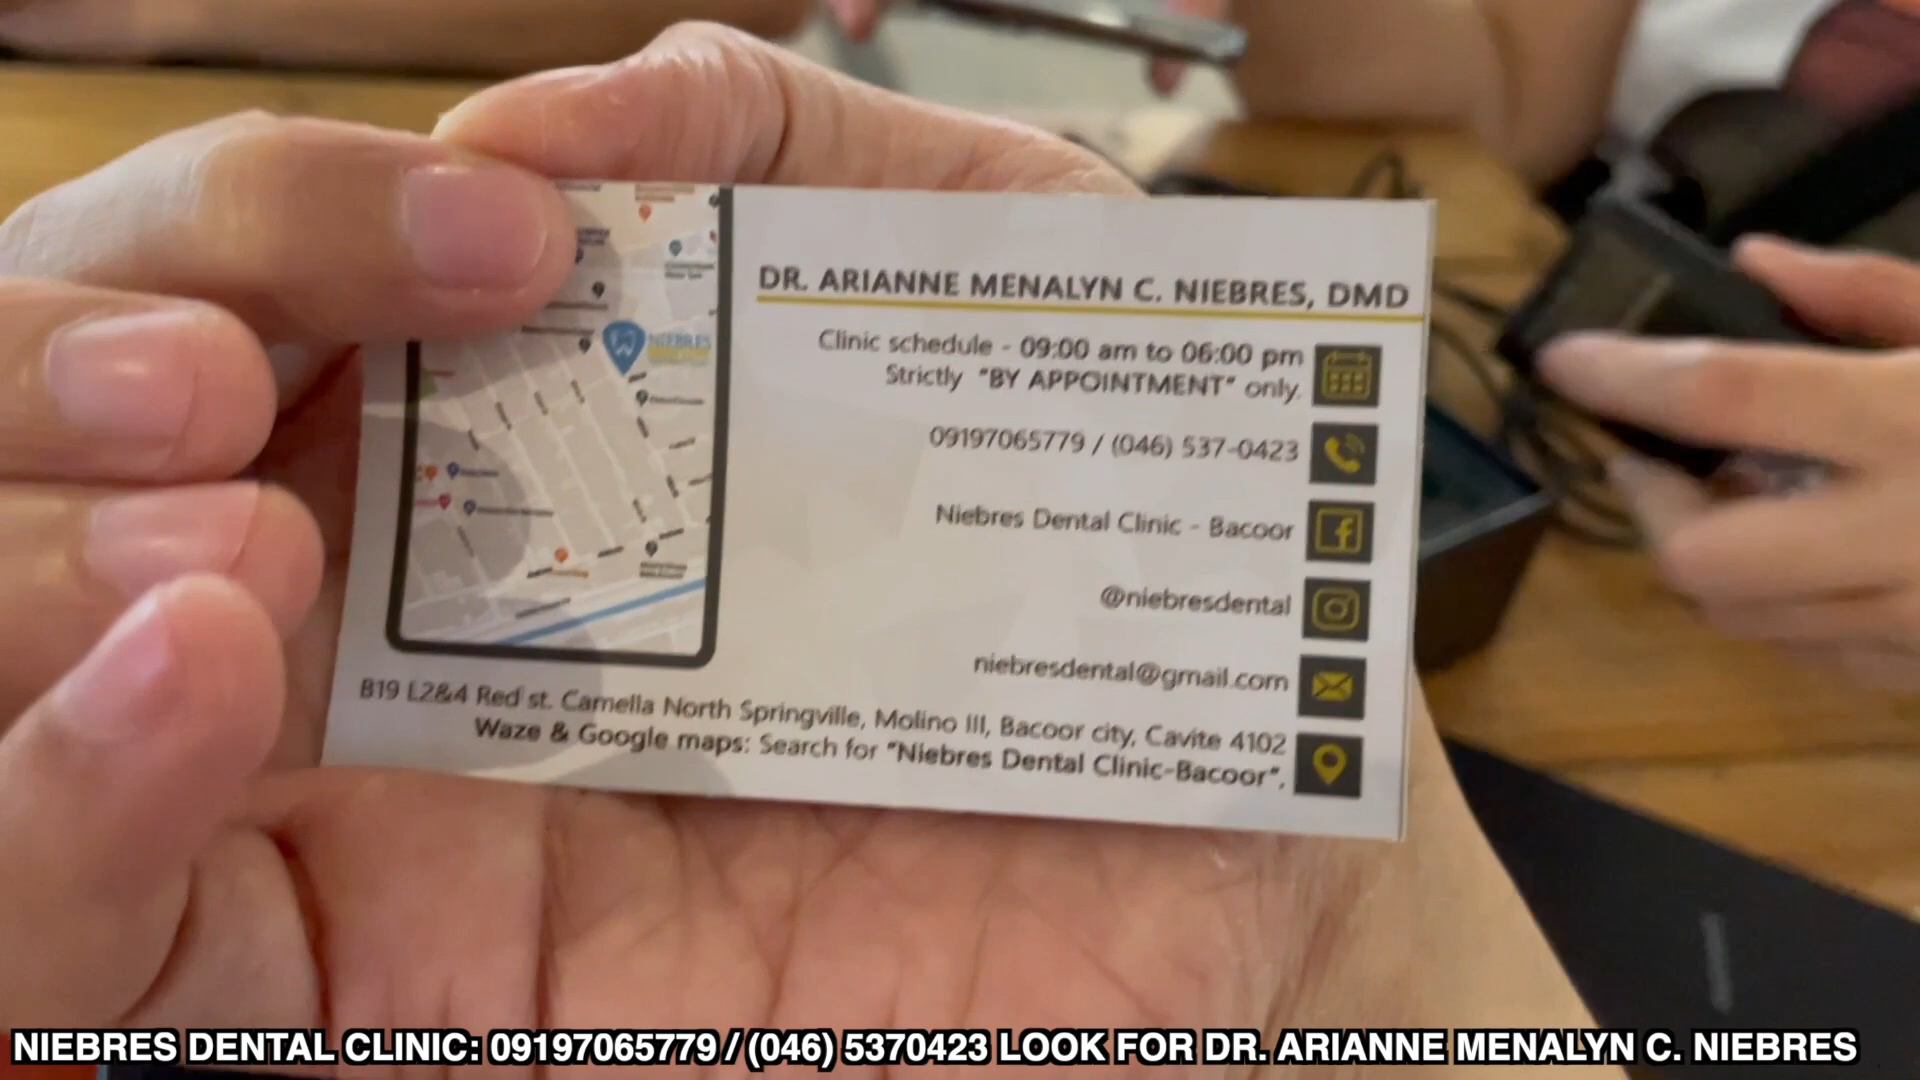 NIEBRES
DR. ARIANNE MENALYN C. NIEBRES, DMD
Clinic schedule - 09:00 am to 06:00 pm
Strictly "BY APPOINTMENT" only.
09197065779 / (046) 537-0423
Niebres Dental Clinic - Bacoor
@niebresdental
niebresdental@gmail.com
B19 L2&4 Red st. Camella North Springville, Molino III, Bacoor city, Cavite 4102
Waze & Google maps: Search for "Niebres Dental Clinic-Bacoor".
NIEBRES DENTAL CLINIC: 09197065779 / (046) 5370423 LOOK FOR DR. ARIANNE MENALYN C. NIEBRES